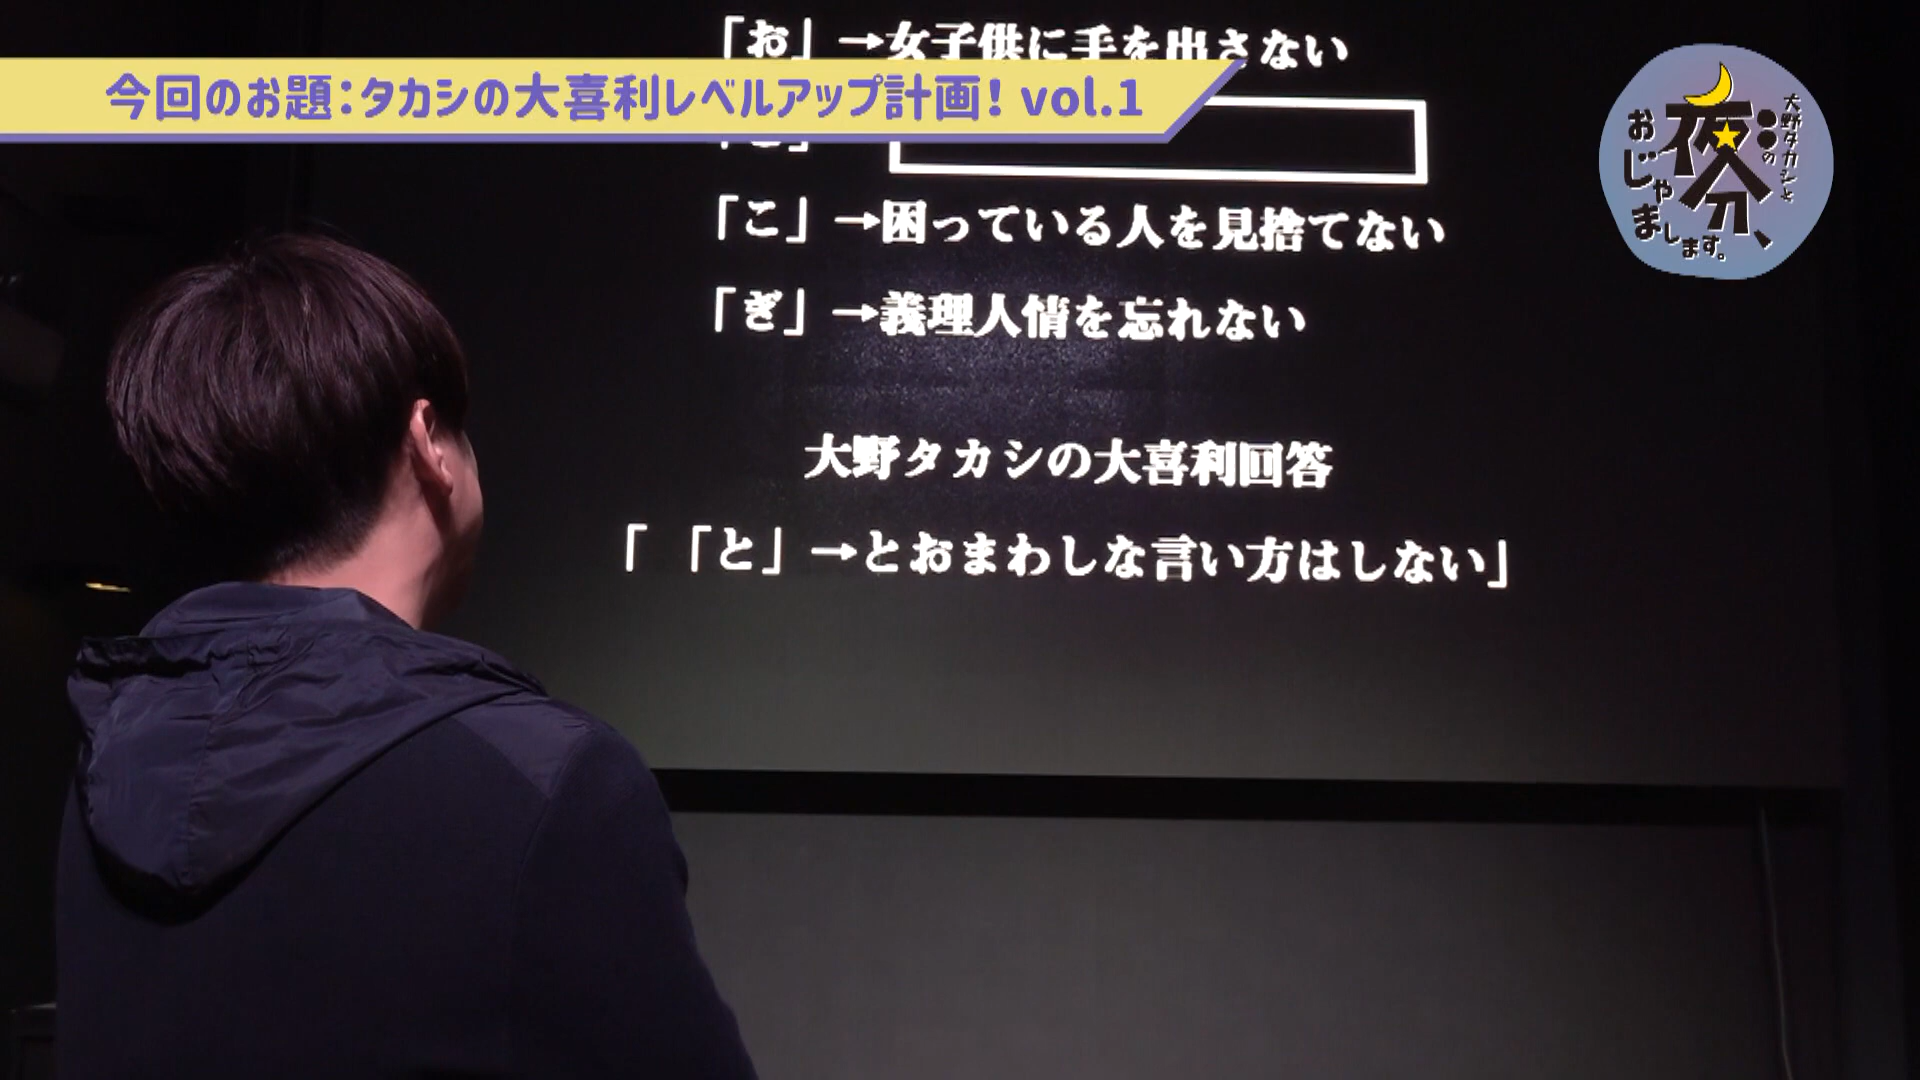 「お」→女子供に手を出さない
今回のお題：タカシの大喜利レベルアップ計画！ vol.1
「こ」→困っている人を見捨てない
「ぎ」→義理人情を忘れない
大野タカシの大喜利回答
「 「と」→とおまわしな言い方はしない」
大野タカシと
の
夜分、
おじゃまします。